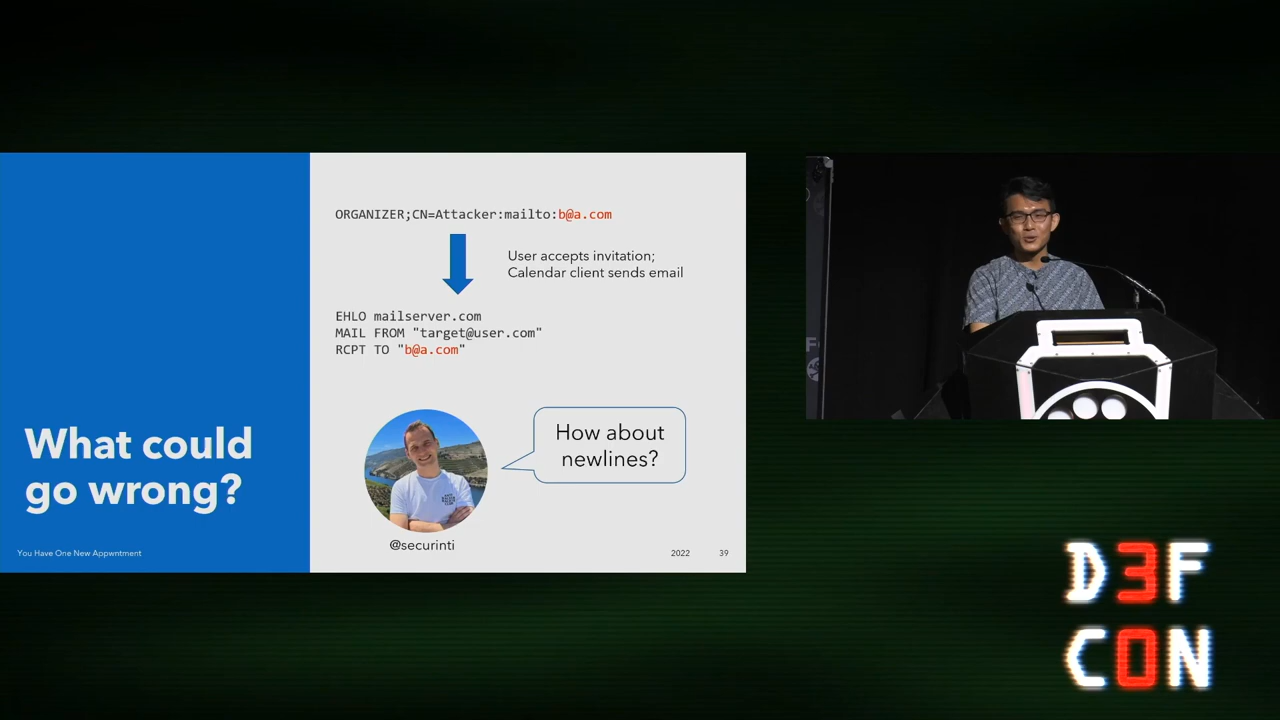 ORGANIZER;CN=Attacker:mailto:b@a.com
User accepts invitation;
Calendar client sends email
EHLO mailserver.com
MAIL FROM "target@user.com"
RCPT TO "b@a.com"
What could
go wrong?
How about
newlines?
@securinti
You Have One New Appwntment
2022
39
D3F
C0N